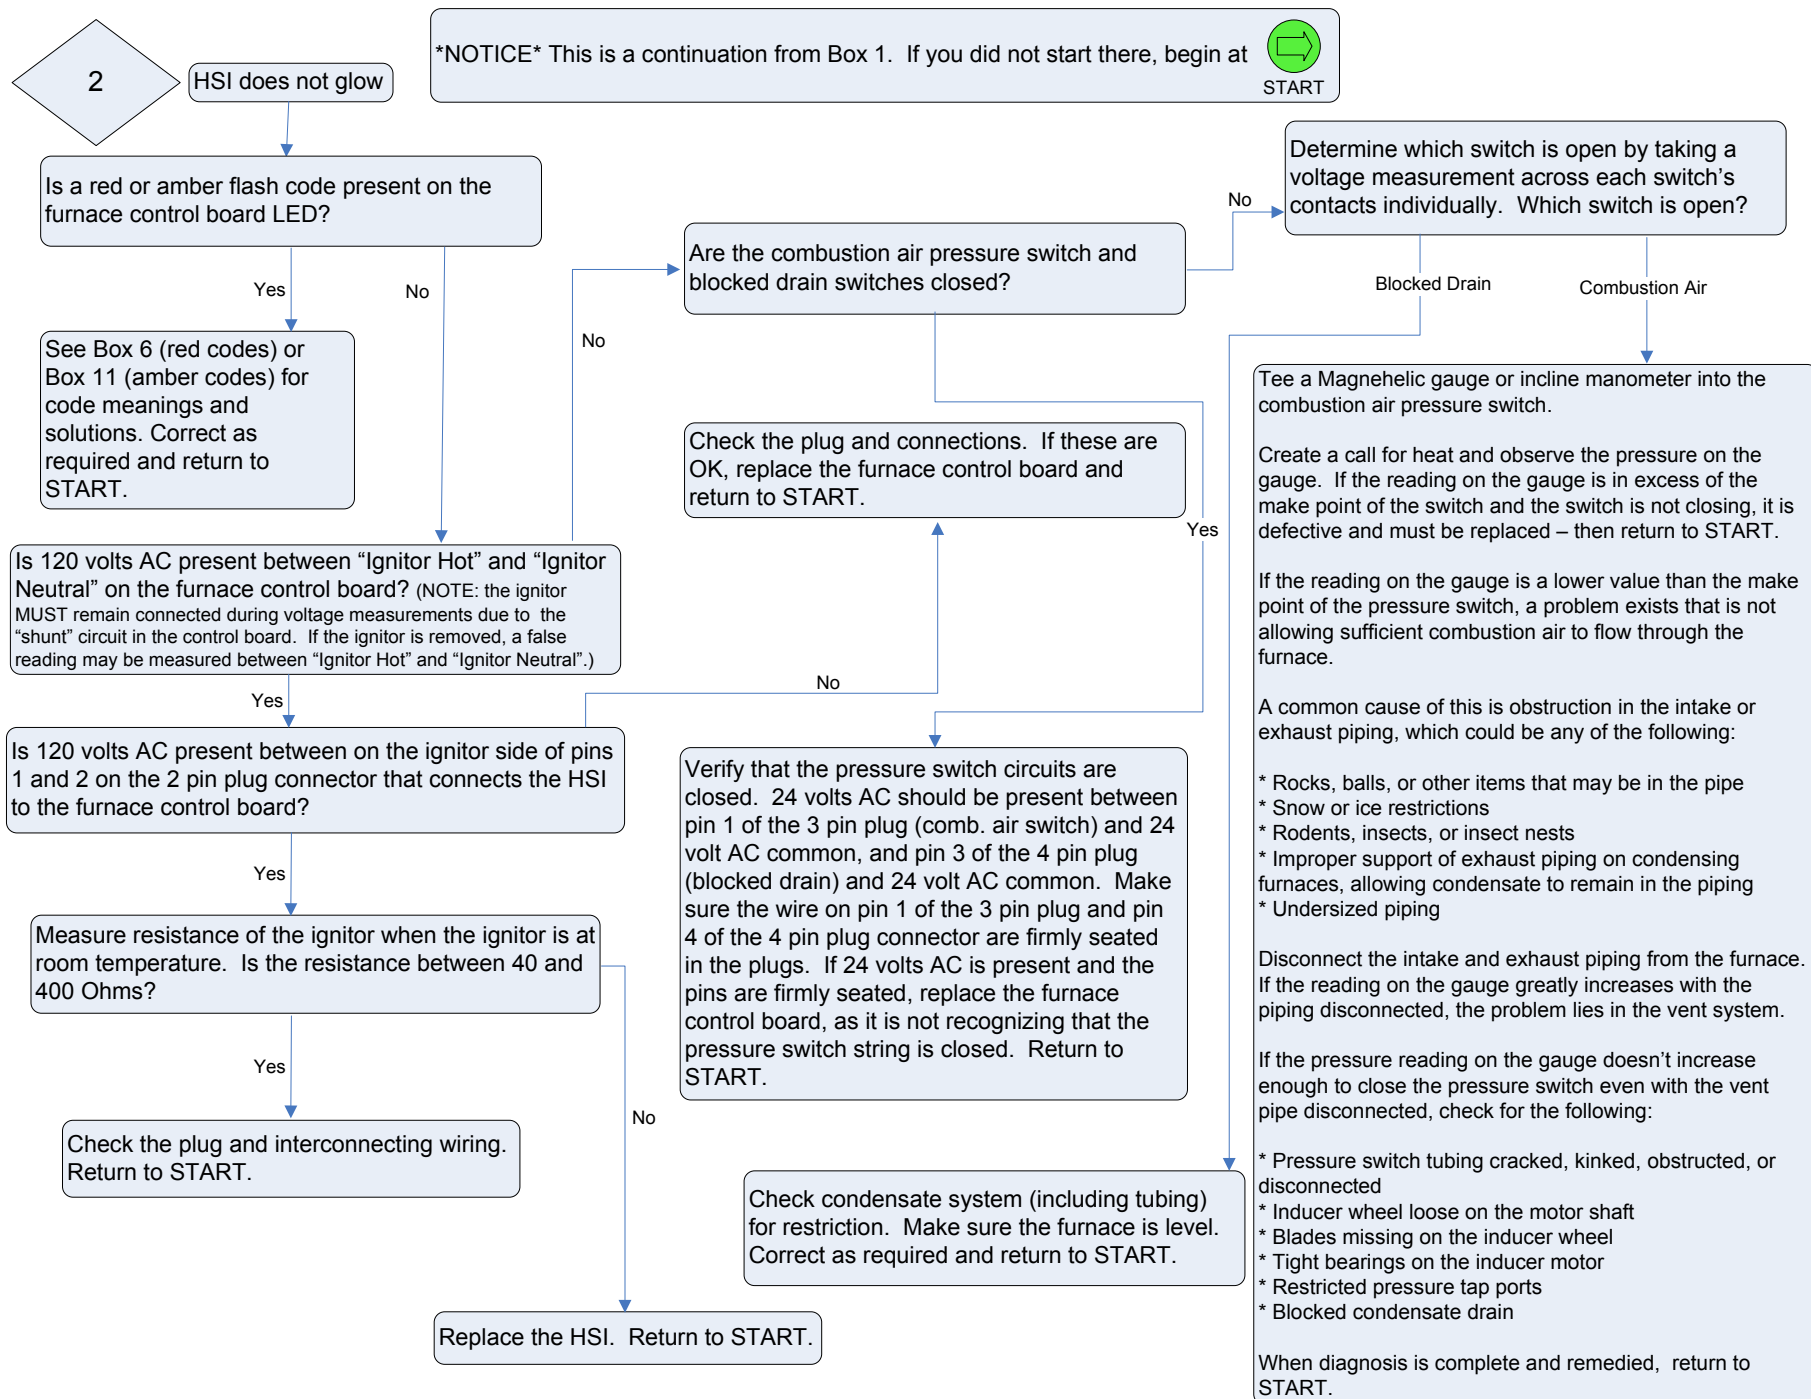 2
HSI does not glow
*NOTICE* This is a continuation from Box 1.  If you did not start there, begin at
START
Is a red or amber flash code present on the
furnace control board LED?
Yes
No
See Box 6 (red codes) or
Box 11 (amber codes) for
code meanings and
solutions. Correct as
required and return to
START.
Is 120 volts AC present between “Ignitor Hot” and “Ignitor
Neutral” on the furnace control board? (NOTE: the ignitor
MUST remain connected during voltage measurements due to  the
“shunt” circuit in the control board.  If the ignitor is removed, a false
reading may be measured between “Ignitor Hot” and “Ignitor Neutral”.)
Yes
No
Is 120 volts AC present between on the ignitor side of pins
1 and 2 on the 2 pin plug connector that connects the HSI
to the furnace control board?
Yes
No
Measure resistance of the ignitor when the ignitor is at
room temperature.  Is the resistance between 40 and
400 Ohms?
Yes
No
Check the plug and interconnecting wiring.
Return to START.
Replace the HSI.  Return to START.
Are the combustion air pressure switch and
blocked drain switches closed?
No
Yes
Check the plug and connections.  If these are
OK, replace the furnace control board and
return to START.
Verify that the pressure switch circuits are
closed.  24 volts AC should be present between
pin 1 of the 3 pin plug (comb. air switch) and 24
volt AC common, and pin 3 of the 4 pin plug
(blocked drain) and 24 volt AC common.  Make
sure the wire on pin 1 of the 3 pin plug and pin
4 of the 4 pin plug connector are firmly seated
in the plugs.  If 24 volts AC is present and the
pins are firmly seated, replace the furnace
control board, as it is not recognizing that the
pressure switch string is closed.  Return to
START.
Determine which switch is open by taking a
voltage measurement across each switch’s
contacts individually.  Which switch is open?
Blocked Drain
Combustion Air
Check condensate system (including tubing)
for restriction.  Make sure the furnace is level.
Correct as required and return to START.
Tee a Magnehelic gauge or incline manometer into the
combustion air pressure switch.
Create a call for heat and observe the pressure on the
gauge.  If the reading on the gauge is in excess of the
make point of the switch and the switch is not closing, it is
defective and must be replaced – then return to START.
If the reading on the gauge is a lower value than the make
point of the pressure switch, a problem exists that is not
allowing sufficient combustion air to flow through the
furnace.
A common cause of this is obstruction in the intake or
exhaust piping, which could be any of the following:
* Rocks, balls, or other items that may be in the pipe
* Snow or ice restrictions
* Rodents, insects, or insect nests
* Improper support of exhaust piping on condensing
furnaces, allowing condensate to remain in the piping
* Undersized piping
Disconnect the intake and exhaust piping from the furnace.
If the reading on the gauge greatly increases with the
piping disconnected, the problem lies in the vent system.
If the pressure reading on the gauge doesn’t increase
enough to close the pressure switch even with the vent
pipe disconnected, check for the following:
* Pressure switch tubing cracked, kinked, obstructed, or
disconnected
* Inducer wheel loose on the motor shaft
* Blades missing on the inducer wheel
* Tight bearings on the inducer motor
* Restricted pressure tap ports
* Blocked condensate drain
When diagnosis is complete and remedied,  return to
START.